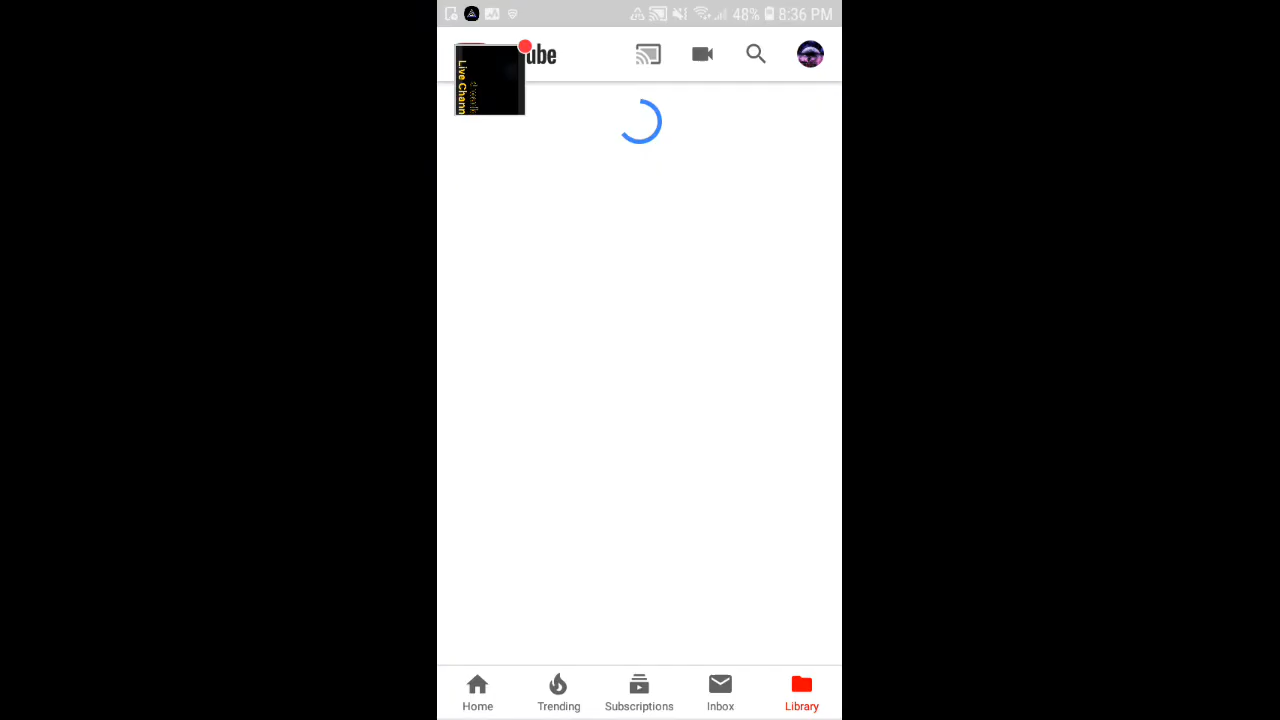 48% 8:36 PM
ube
Live Chann
Home
Trending
Subscriptions
Inbox
Library